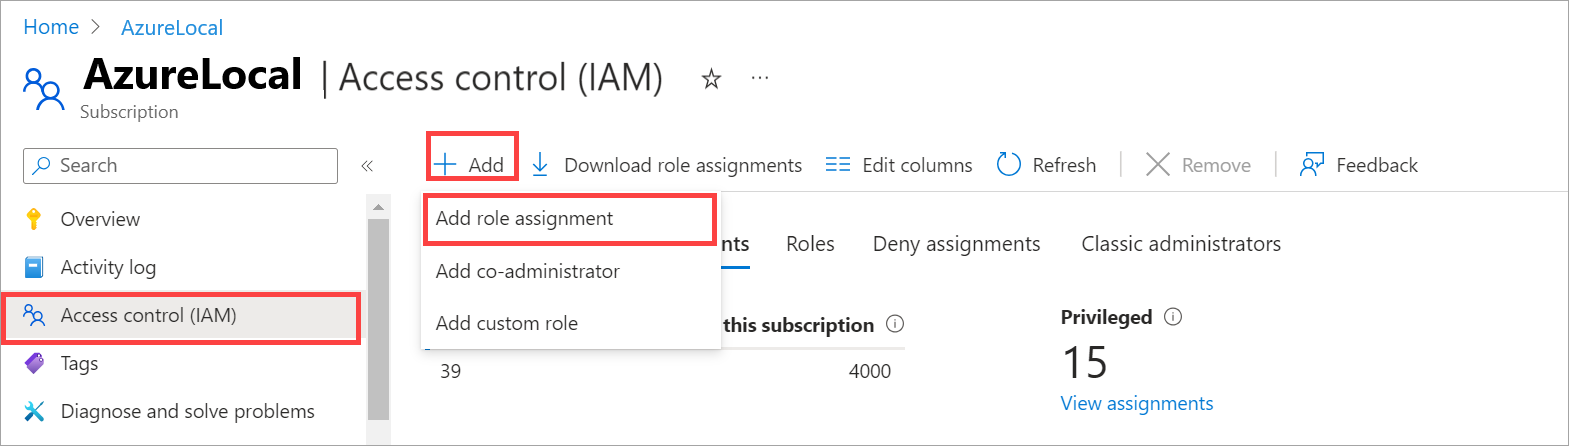 Home > AzureLocal
AzureLocal | Access control (IAM) ☆ ...
Subscription
Search «
+ Add Download role assignments Edit columns Refresh Remove Feedback
Overview
Activity log
Access control (IAM)
Tags
Diagnose and solve problems
Add role assignment
Add co-administrator
Add custom role
nts Roles Deny assignments Classic administrators
this subscription
39 4000
Privileged
15
View assignments